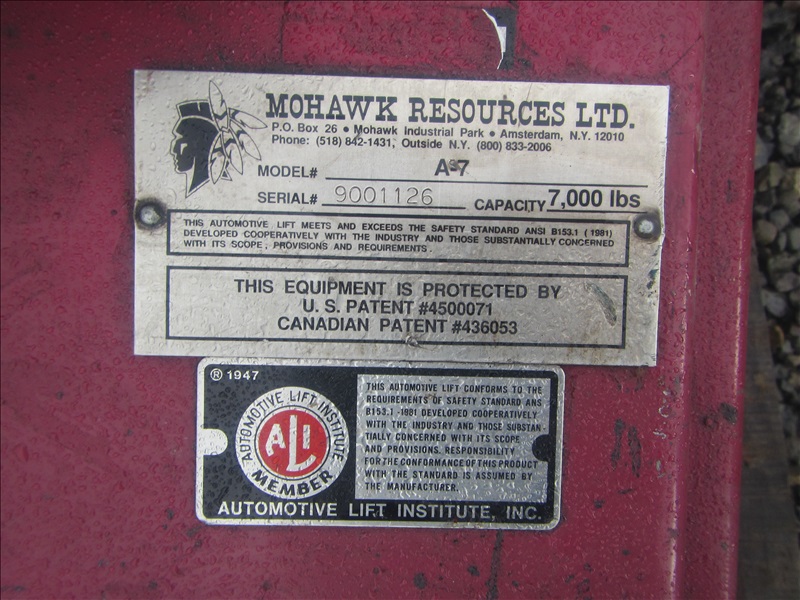 MOHAWK RESOURCES LTD.
P.O. Box 26 • Mohawk Industrial Park • Amsterdam, N.Y. 12010
Phone: (518) 842-1431, Outside N.Y. (800) 833-2006
MODEL# A-7
SERIAL# 9001126 CAPACITY 7,000 lbs
THIS AUTOMOTIVE LIFT MEETS AND EXCEEDS THE SAFETY STANDARD ANSI B153.1 (1981)
DEVELOPED COOPERATIVELY WITH THE INDUSTRY AND THOSE SUBSTANTIALLY CONCERNED
WITH ITS SCOPE, PROVISIONS AND REQUIREMENTS.
THIS EQUIPMENT IS PROTECTED BY
U.S. PATENT #4500071
CANADIAN PATENT #436053
® 1947
AUTOMOTIVE LIFT INSTITUTE
ALI
MEMBER
THIS AUTOMOTIVE LIFT CONFORMS TO THE
REQUIREMENTS OF SAFETY STANDARD ANS
B153.1-1981 DEVELOPED COOPERATIVELY
WITH THE INDUSTRY AND THOSE SUBSTAN-
TIALLY CONCERNED WITH ITS SCOPE
AND PROVISIONS. RESPONSIBILITY
FOR THE CONFORMANCE OF THIS PRODUCT
WITH THE STANDARD IS ASSUMED BY
THE MANUFACTURER.
AUTOMOTIVE LIFT INSTITUTE, INC.